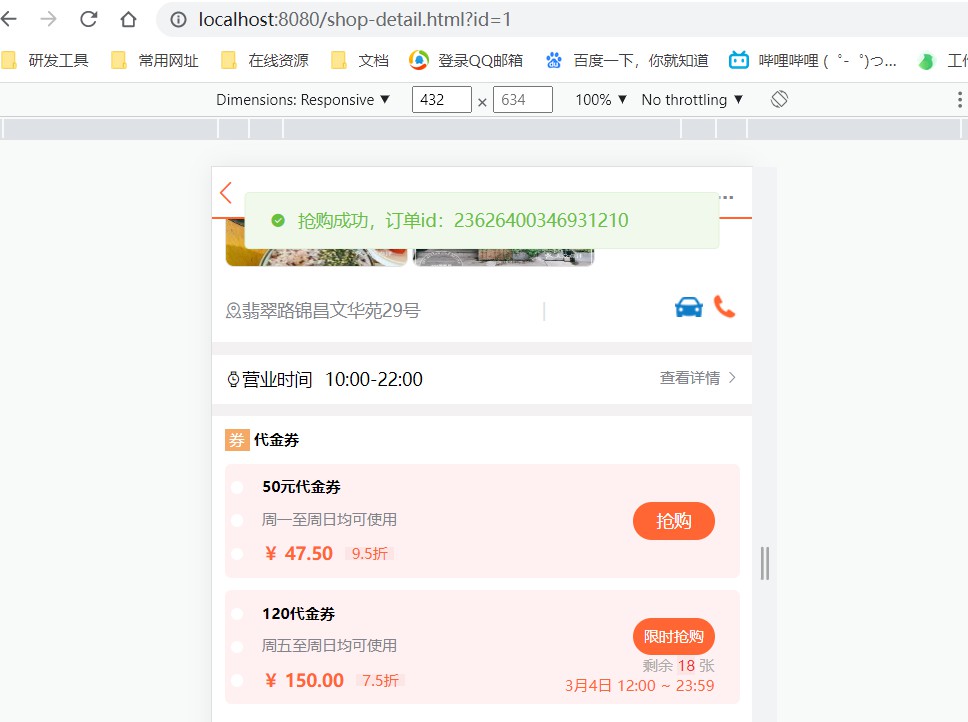 localhost:8080/shop-detail.html?id=1
研发工具 常用网址 在线资源 文档 登录QQ邮箱 百度一下，你就知道 哔哩哔哩 ( ゜- ゜)つ... 工作
Dimensions: Responsive ▼ 432 × 634 100% ▼ No throttling ▼
抢购成功，订单id：23626400346931210
翡翠路锦昌文华苑29号
营业时间 10:00-22:00 查看详情
券 代金券
50元代金券
周一至周日均可使用 抢购
¥ 47.50 9.5折
120代金券
周五至周日均可使用 限时抢购
剩余 18 张
¥ 150.00 7.5折 3月4日 12:00 ~ 23:59